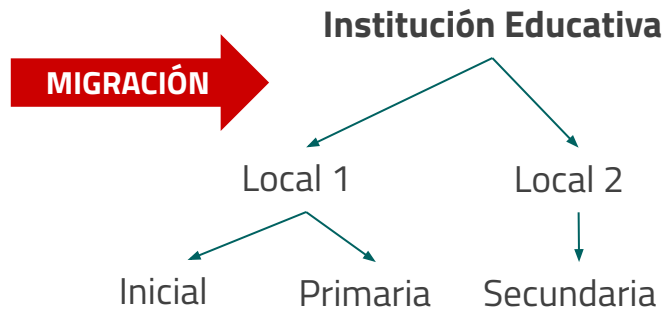 Institución Educativa
MIGRACIÓN
Local 1
Local 2
Inicial
Primaria
Secundaria